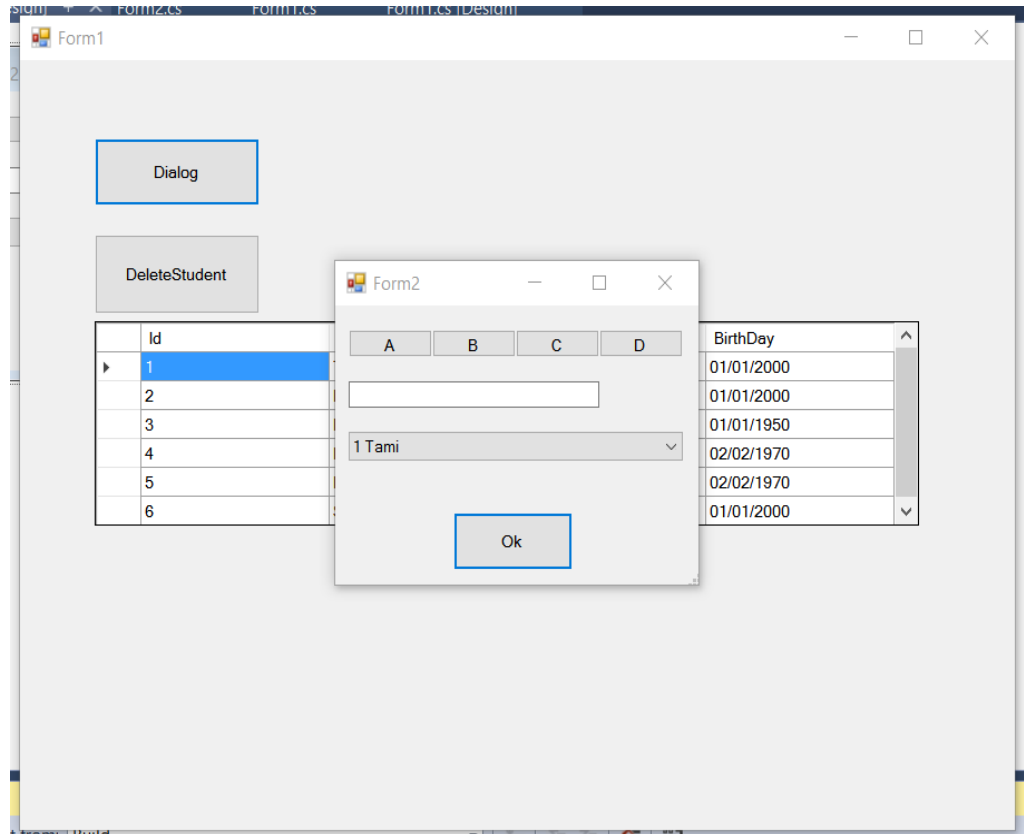 Form2.cs Form1.cs Form1.cs [Design]
Form1
Dialog
DeleteStudent
Form2
A B C D
1 Tami
Ok
Id BirthDay
1 01/01/2000
2 01/01/2000
3 01/01/1950
4 02/02/1970
5 02/02/1970
6 01/01/2000
Build